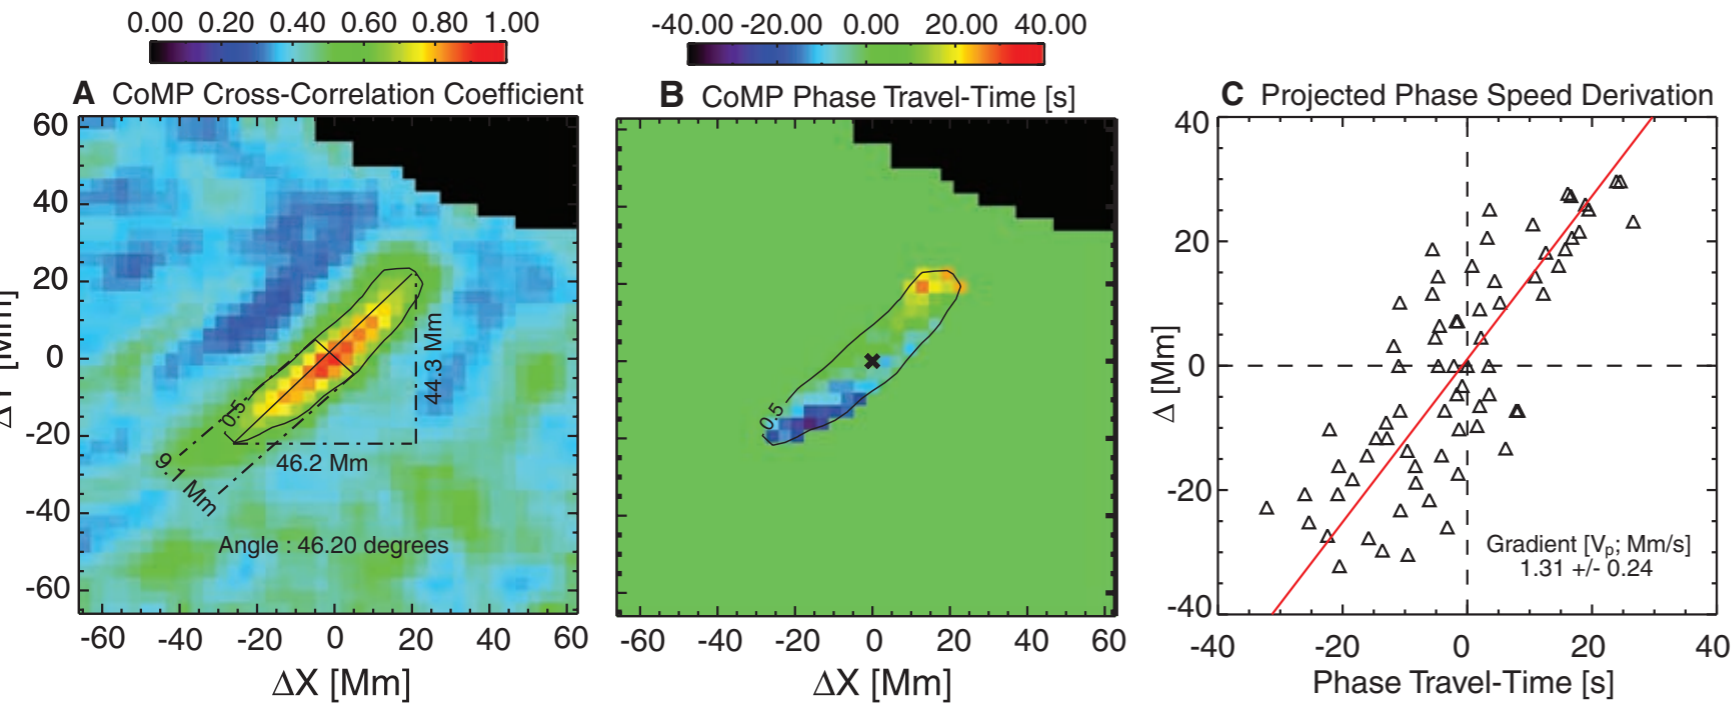 0.00 0.20 0.40 0.60 0.80 1.00
A CoMP Cross-Correlation Coefficient
60
40
20
0
-20
-40
-60
0.5
9.1 Mm
46.2 Mm
44.3 Mm
Angle : 46.20 degrees
-60 -40 -20 0 20 40 60
ΔX [Mm]
-40.00 -20.00 0.00 20.00 40.00
B CoMP Phase Travel-Time [s]
0.5
-60 -40 -20 0 20 40 60
ΔX [Mm]
C Projected Phase Speed Derivation
Δ [Mm]
40
20
0
-20
-40
Gradient [Vp; Mm/s]
1.31 +/- 0.24
-40 -20 0 20 40
Phase Travel-Time [s]